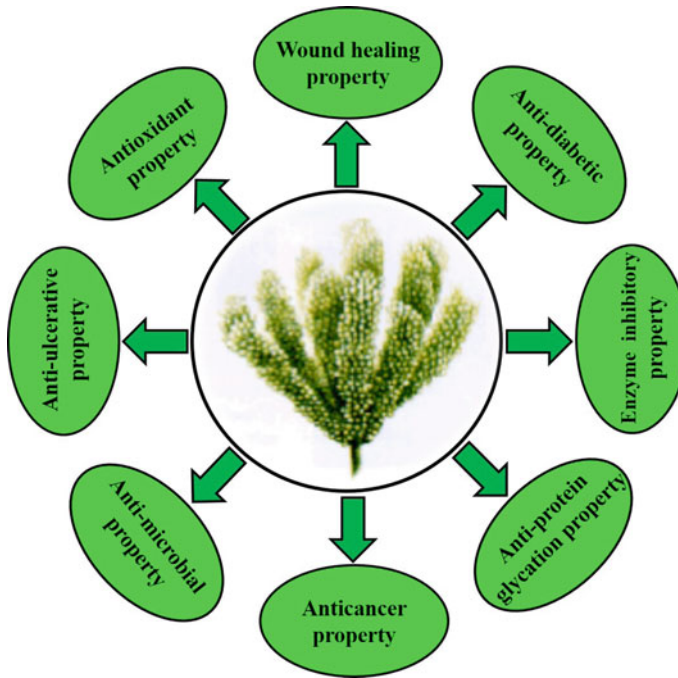 Wound healing
property
Anti-diabetic
property
Enzyme inhibitory
property
Anti-protein
glycation property
Anticancer
property
Anti-microbial
property
Anti-ulcerative
property
Antioxidant
property